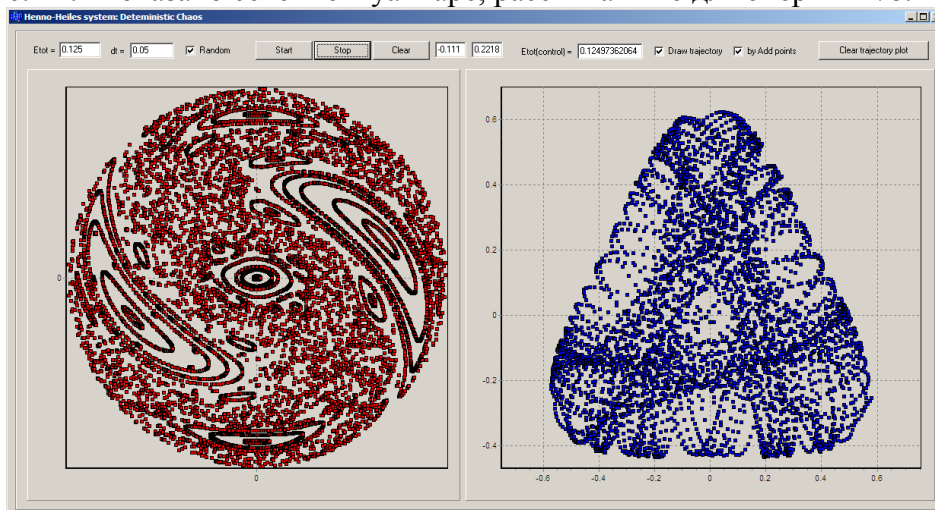 Henno-Heiles system: Deteministic Chaos
Etot = 0.125 dt = 0.05 Random Start Stop Clear -0.111 0.2218 Etot(control) = 0.12497362064 Draw trajectory by Add points Clear trajectory plot
0
0
0.6
0.4
0.2
0
-0.2
-0.4
-0.6 -0.4 -0.2 0 0.2 0.4 0.6